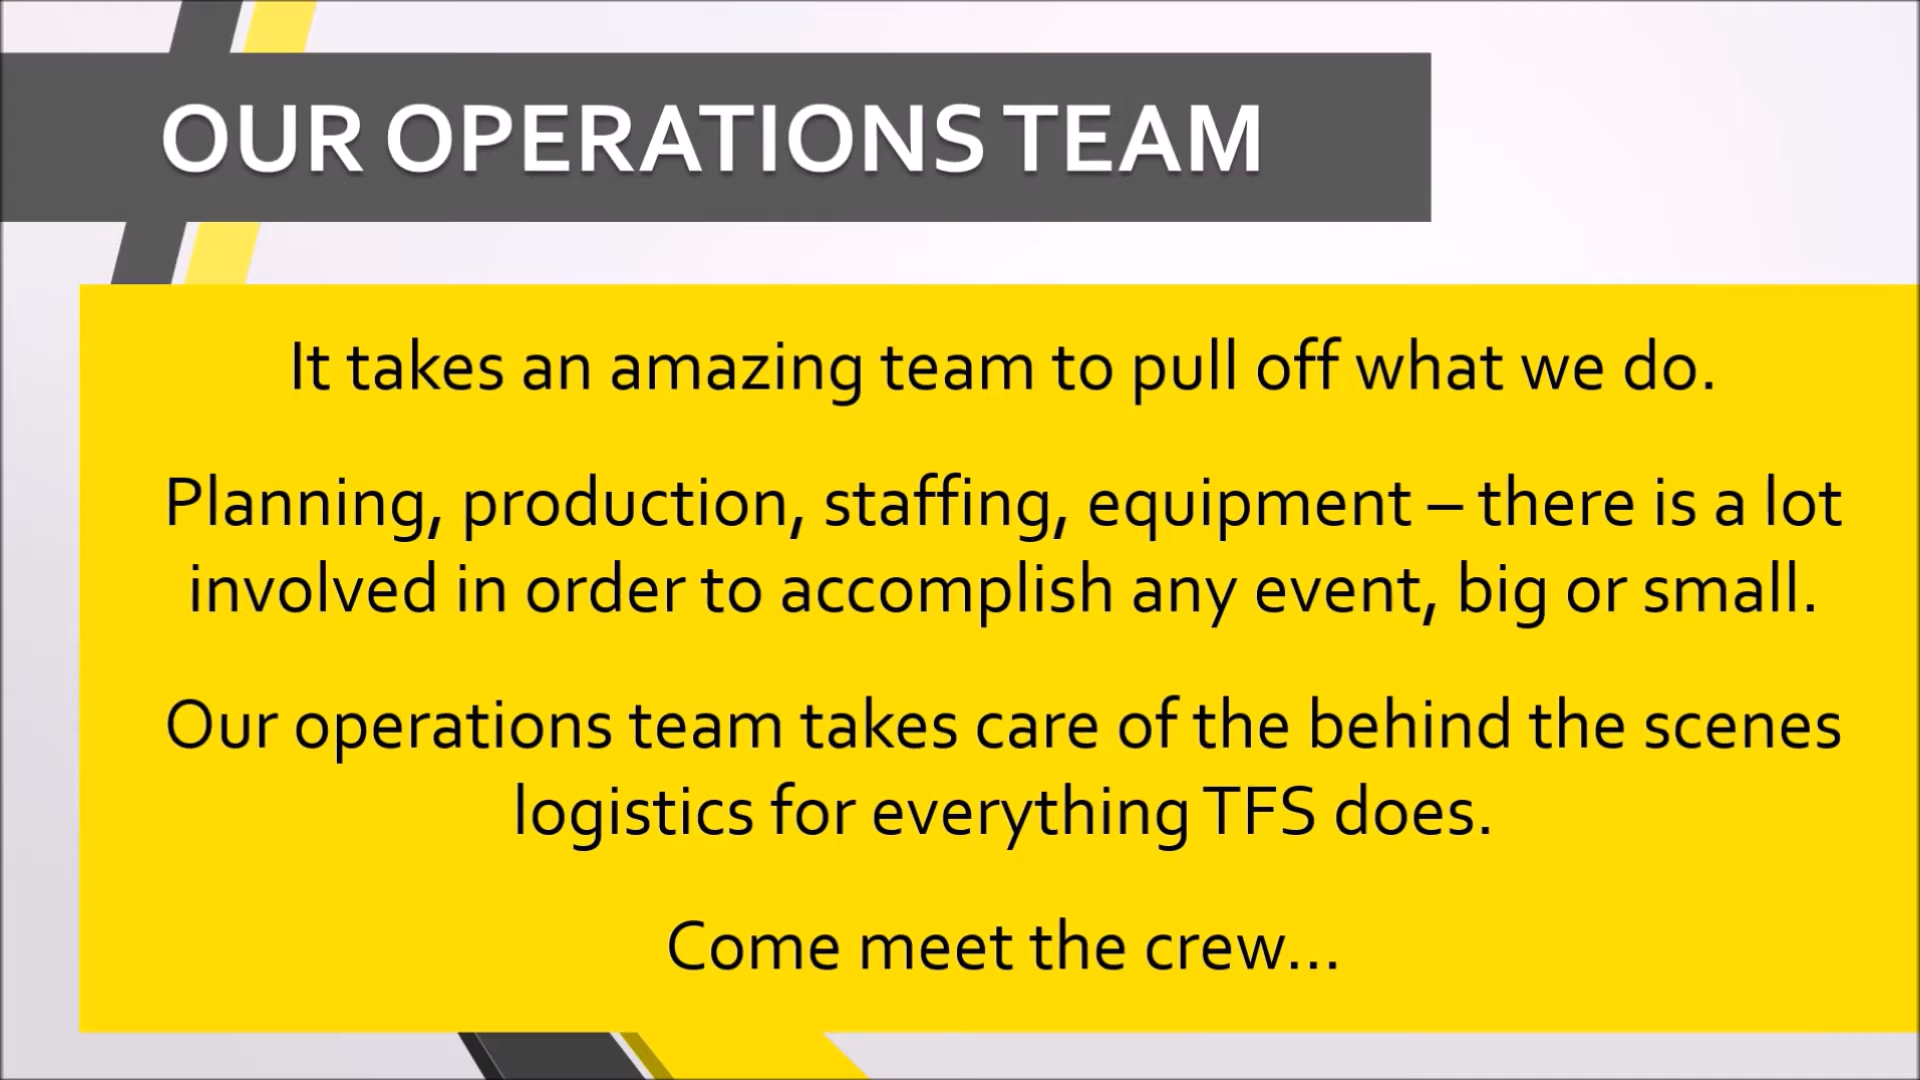 OUR OPERATIONS TEAM
It takes an amazing team to pull off what we do.
Planning, production, staffing, equipment – there is a lot
involved in order to accomplish any event, big or small.
Our operations team takes care of the behind the scenes
logistics for everything TFS does.
Come meet the crew...